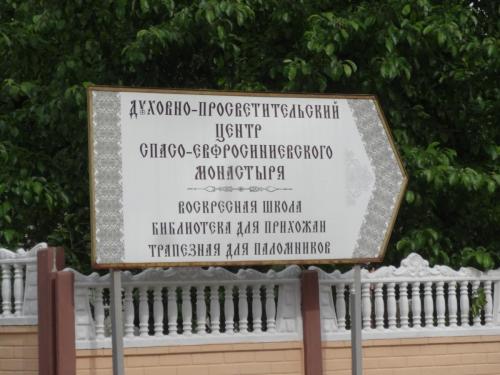 ДУХОВНО-ПРОСВЕТИТЕЛЬСКИЙ
ЦЕНТР
СПАСО-ЕВФРОСИНИЕВСКОГО
МОНАСТЫРЯ
ВОСКРЕСНАЯ ШКОЛА
БИБЛИОТЕКА ДЛЯ ПРИХОЖАН
ТРАПЕЗНАЯ ДЛЯ ПАЛОМНИКОВ